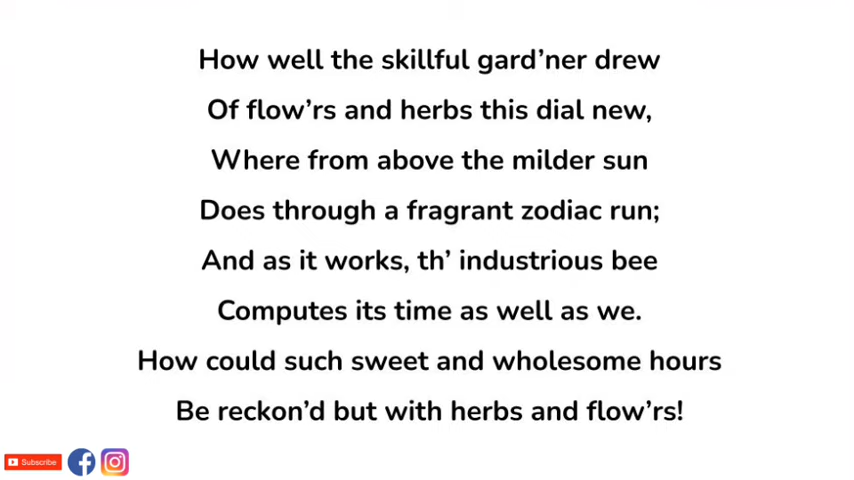 How well the skillful gard’ner drew
Of flow’rs and herbs this dial new,
Where from above the milder sun
Does through a fragrant zodiac run;
And as it works, th’ industrious bee
Computes its time as well as we.
How could such sweet and wholesome hours
Be reckon’d but with herbs and flow’rs!
Subscribe